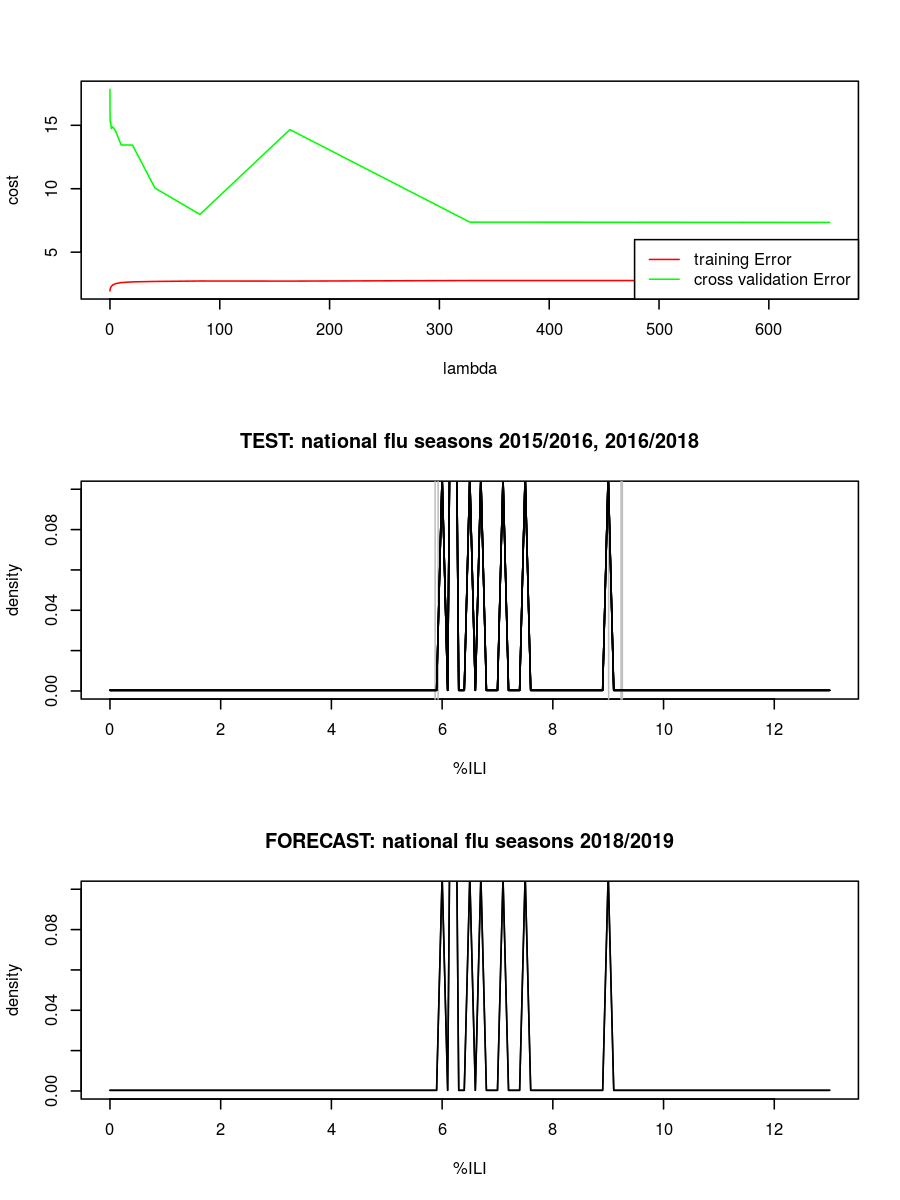 cost
15
10
5
training Error
cross validation Error
0 100 200 300 400 500 600
lambda
TEST: national flu seasons 2015/2016, 2016/2018
density
0.08
0.04
0.00
0 2 4 6 8 10 12
%ILI
FORECAST: national flu seasons 2018/2019
density
0.08
0.04
0.00
0 2 4 6 8 10 12
%ILI